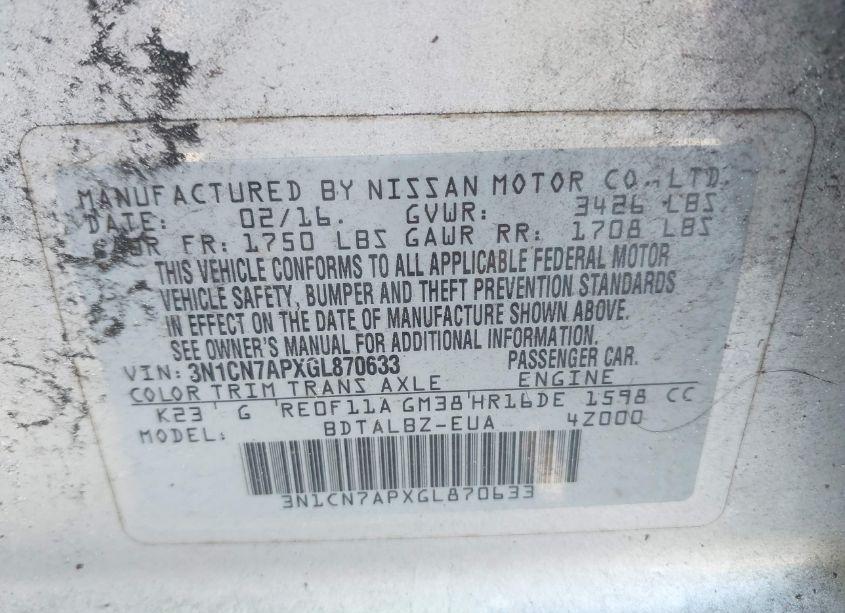 MANUFACTURED BY NISSAN MOTOR CO., LTD.
DATE: 02/16. GVWR: 3426 LBS
FR: 1750 LBS GAWR RR: 1708 LBS
THIS VEHICLE CONFORMS TO ALL APPLICABLE FEDERAL MOTOR
VEHICLE SAFETY, BUMPER AND THEFT PREVENTION STANDARDS
IN EFFECT ON THE DATE OF MANUFACTURE SHOWN ABOVE.
SEE OWNER'S MANUAL FOR ADDITIONAL INFORMATION.
VIN: 3N1CN7APXGL870633 PASSENGER CAR.
COLOR TRIM TRANS AXLE ENGINE
K23 G RE0F11A GM38 HR16DE 1598 CC
MODEL: BDTALBZ-EUA 4Z000
3N1CN7APXGL870633